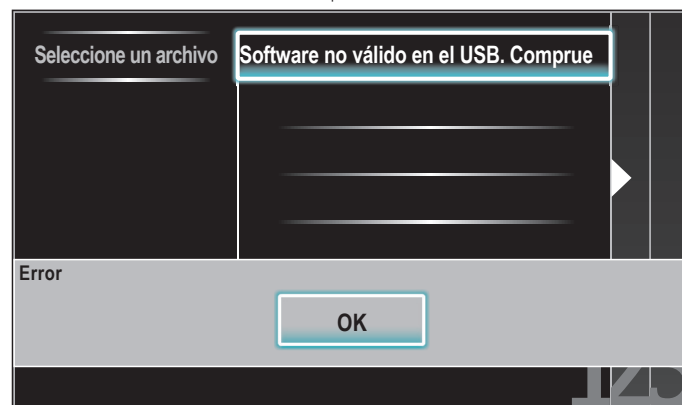 Seleccione un archivo
Software no válido en el USB. Comprue
Error
OK